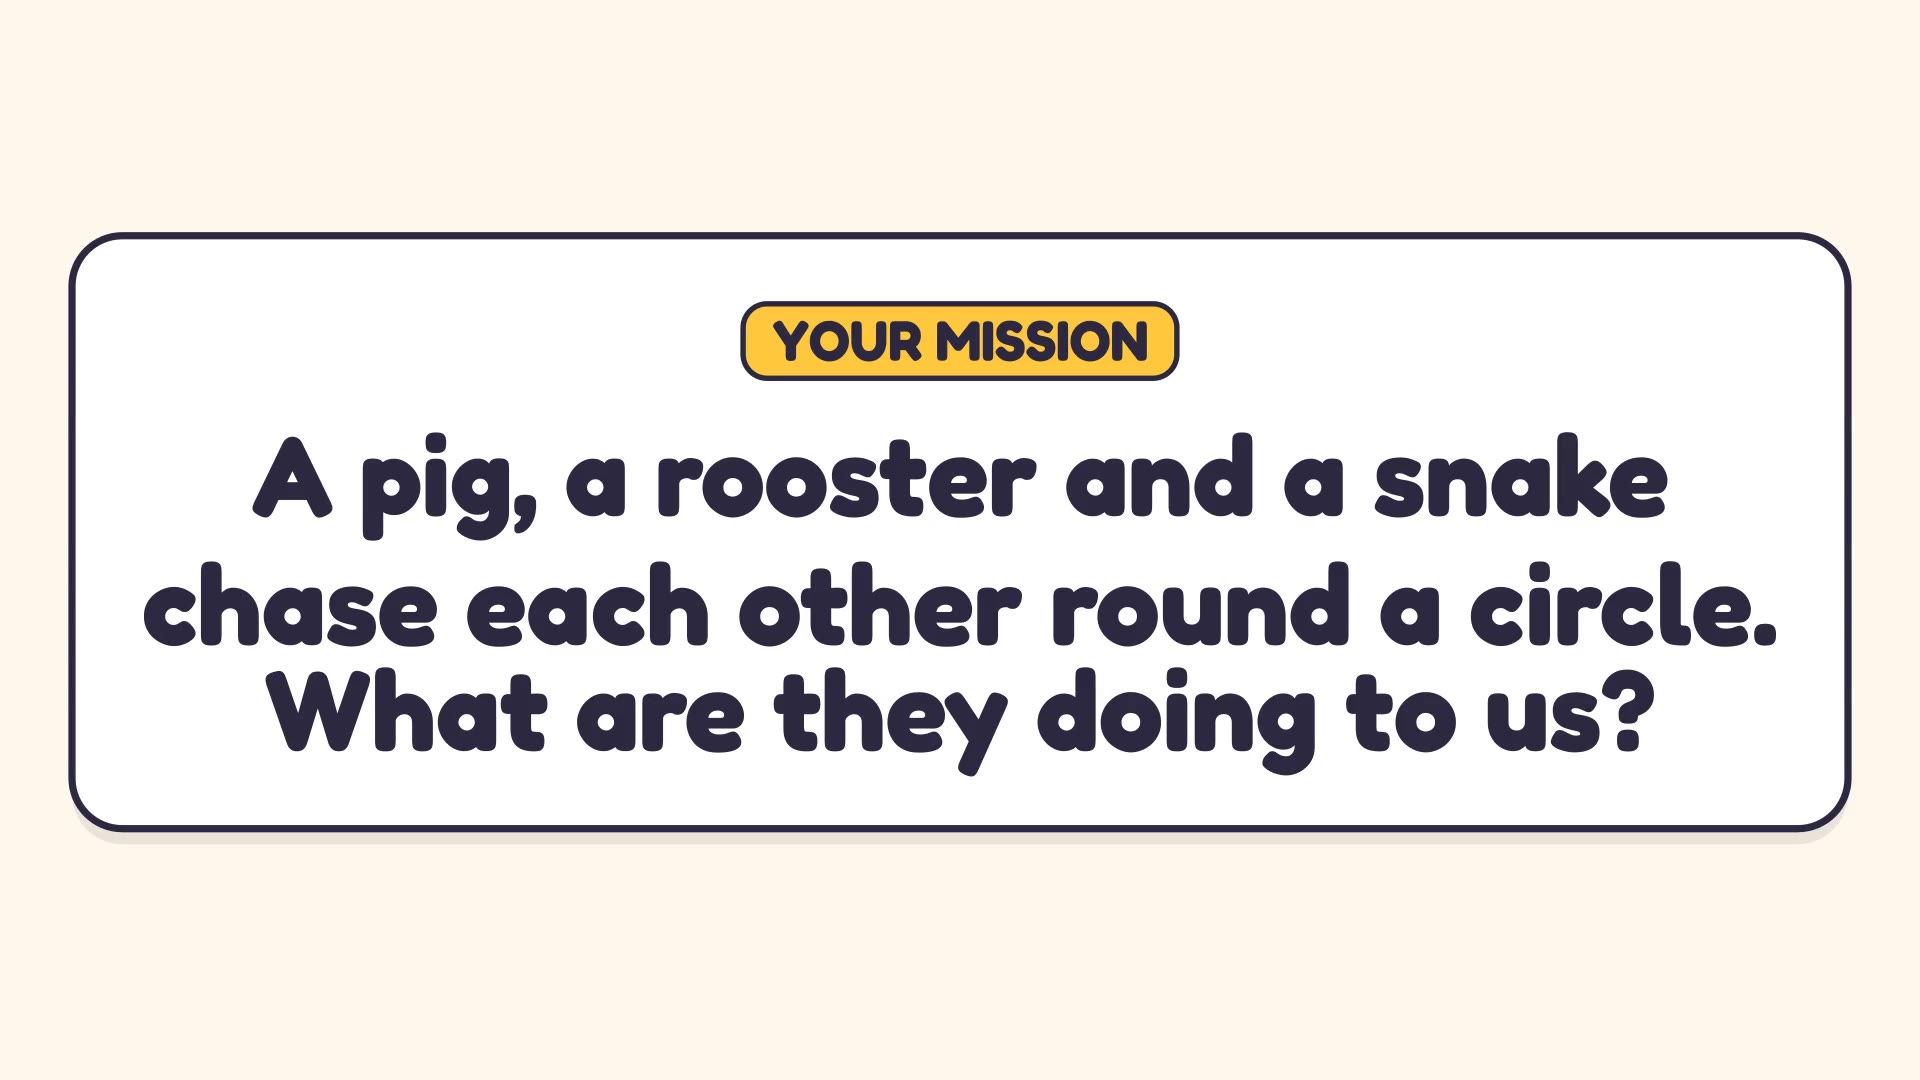 YOUR MISSION
A pig, a rooster and a snake
chase each other round a circle.
What are they doing to us?